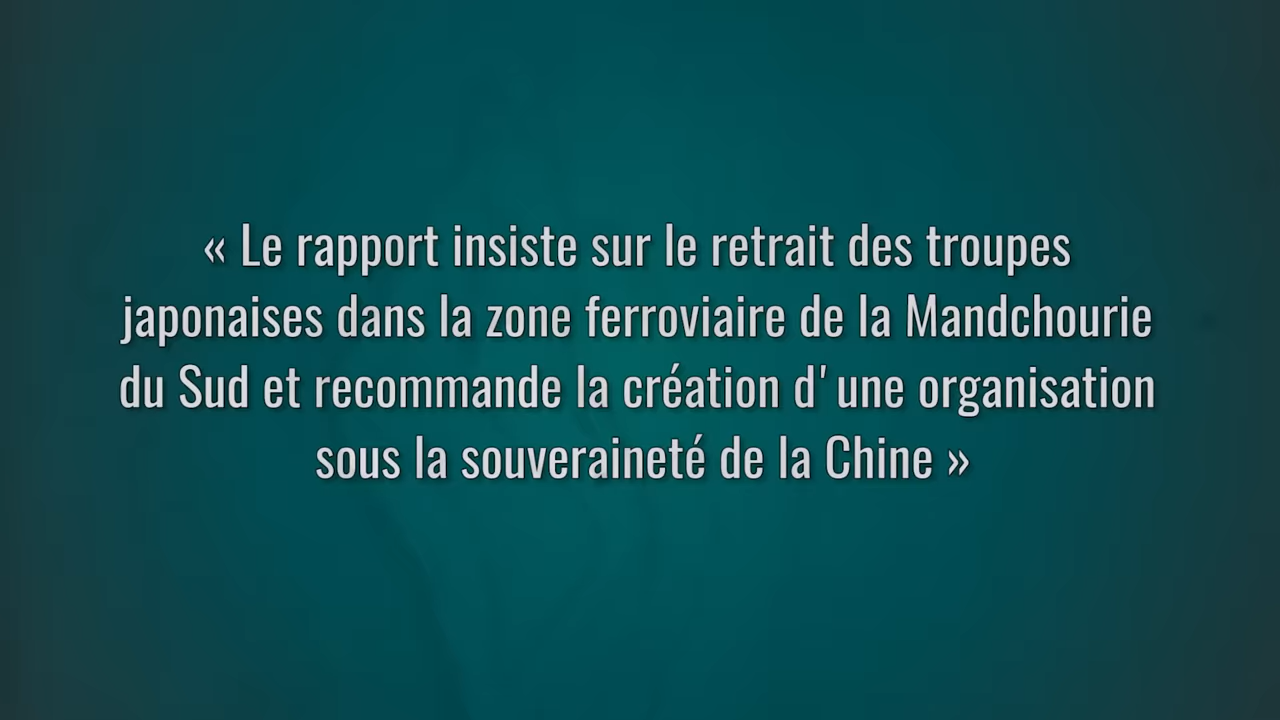 « Le rapport insiste sur le retrait des troupes
japonaises dans la zone ferroviaire de la Mandchourie
du Sud et recommande la création d'une organisation
sous la souveraineté de la Chine »